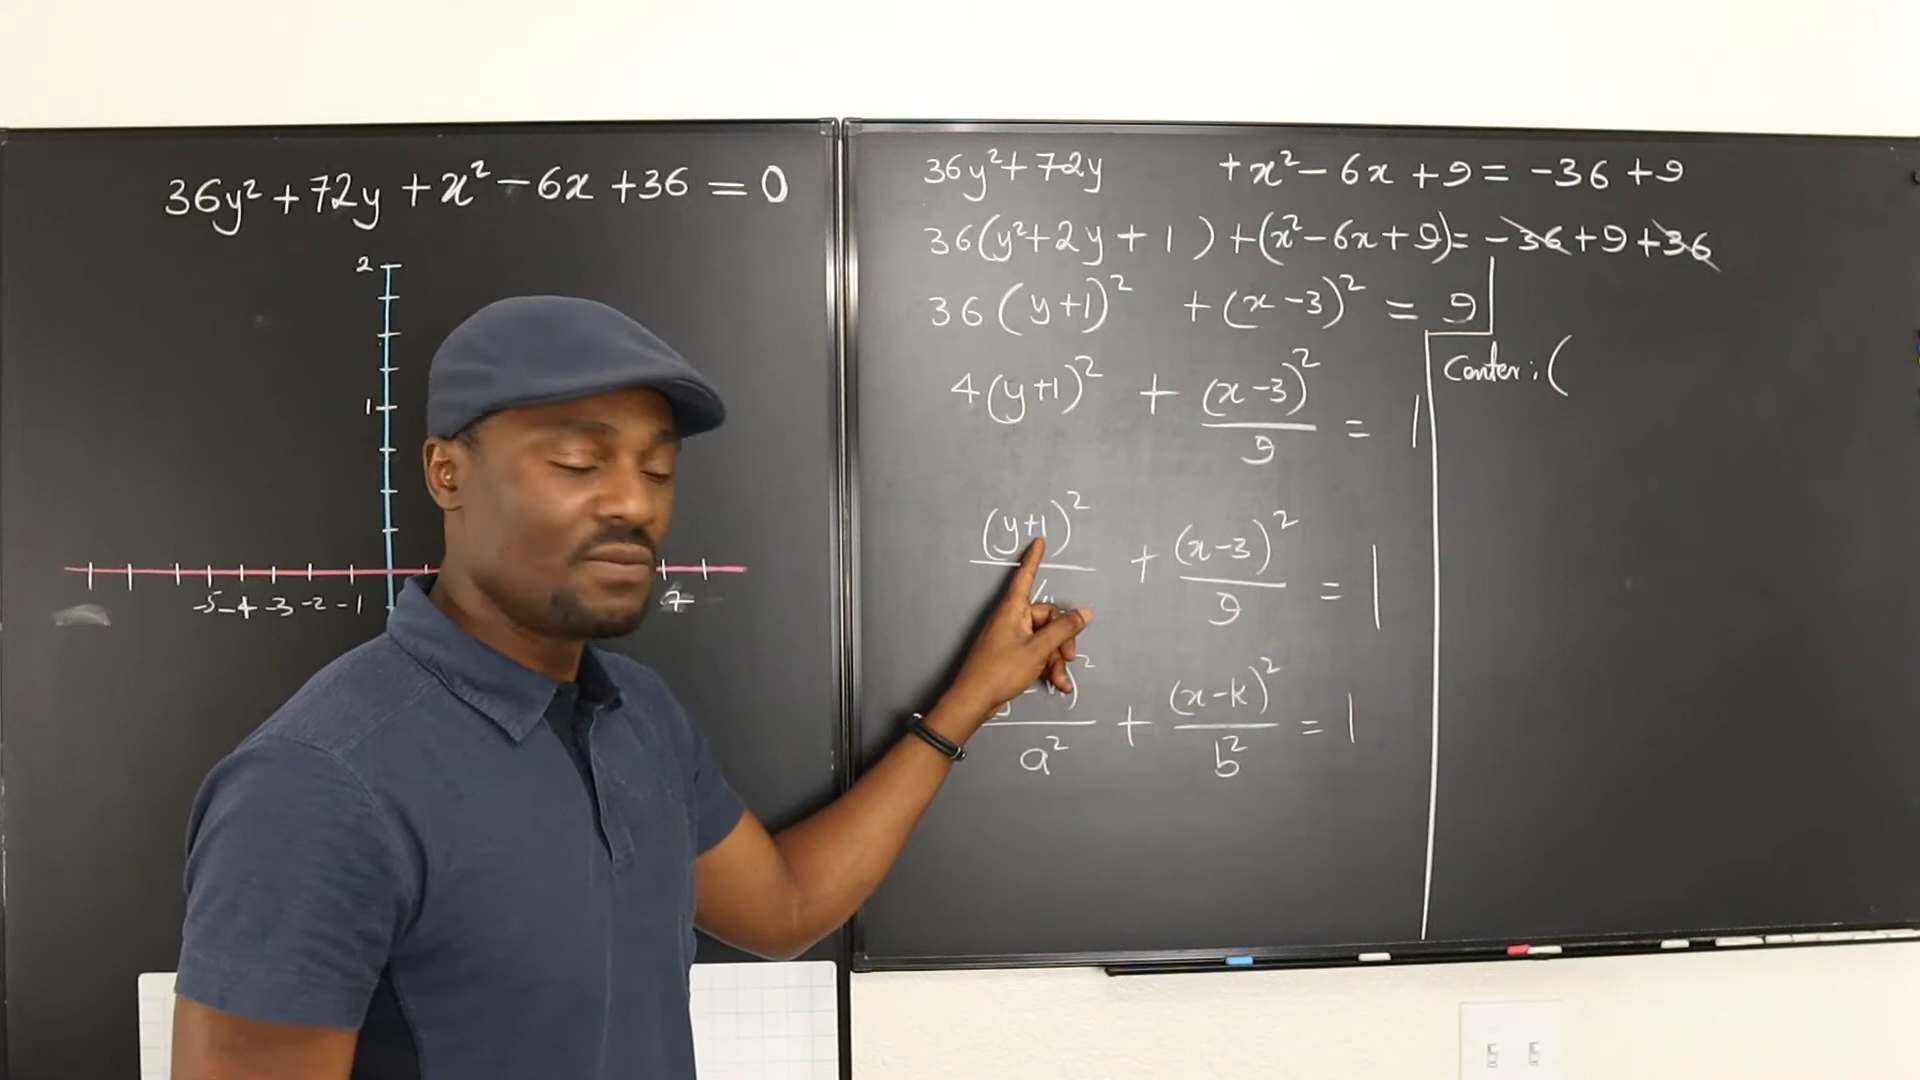 36y²+72y+x²-6x+36=0
2
1
-5 -4 -3 -2 -1
7
36y²+72y +x²-6x+9=-36+9
36(y²+2y+1)+(x²-6x+9)=-36+9+36
36(y+1)²+(x-3)²=9
4(y+1)²+(x-3)²/9=1
(y+1)²/ +(x-3)²/9=1
)²/a²+(x-k)²/b²=1
Center:(